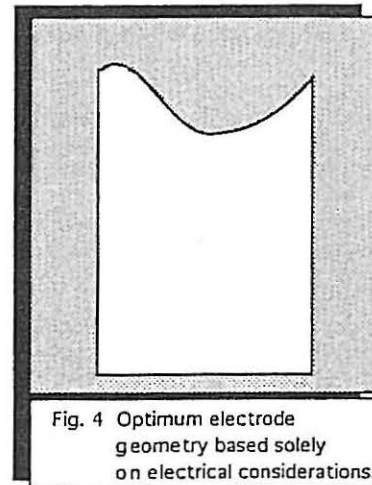 Fig. 4 Optimum electrode
geometry based solely
on electrical considerations